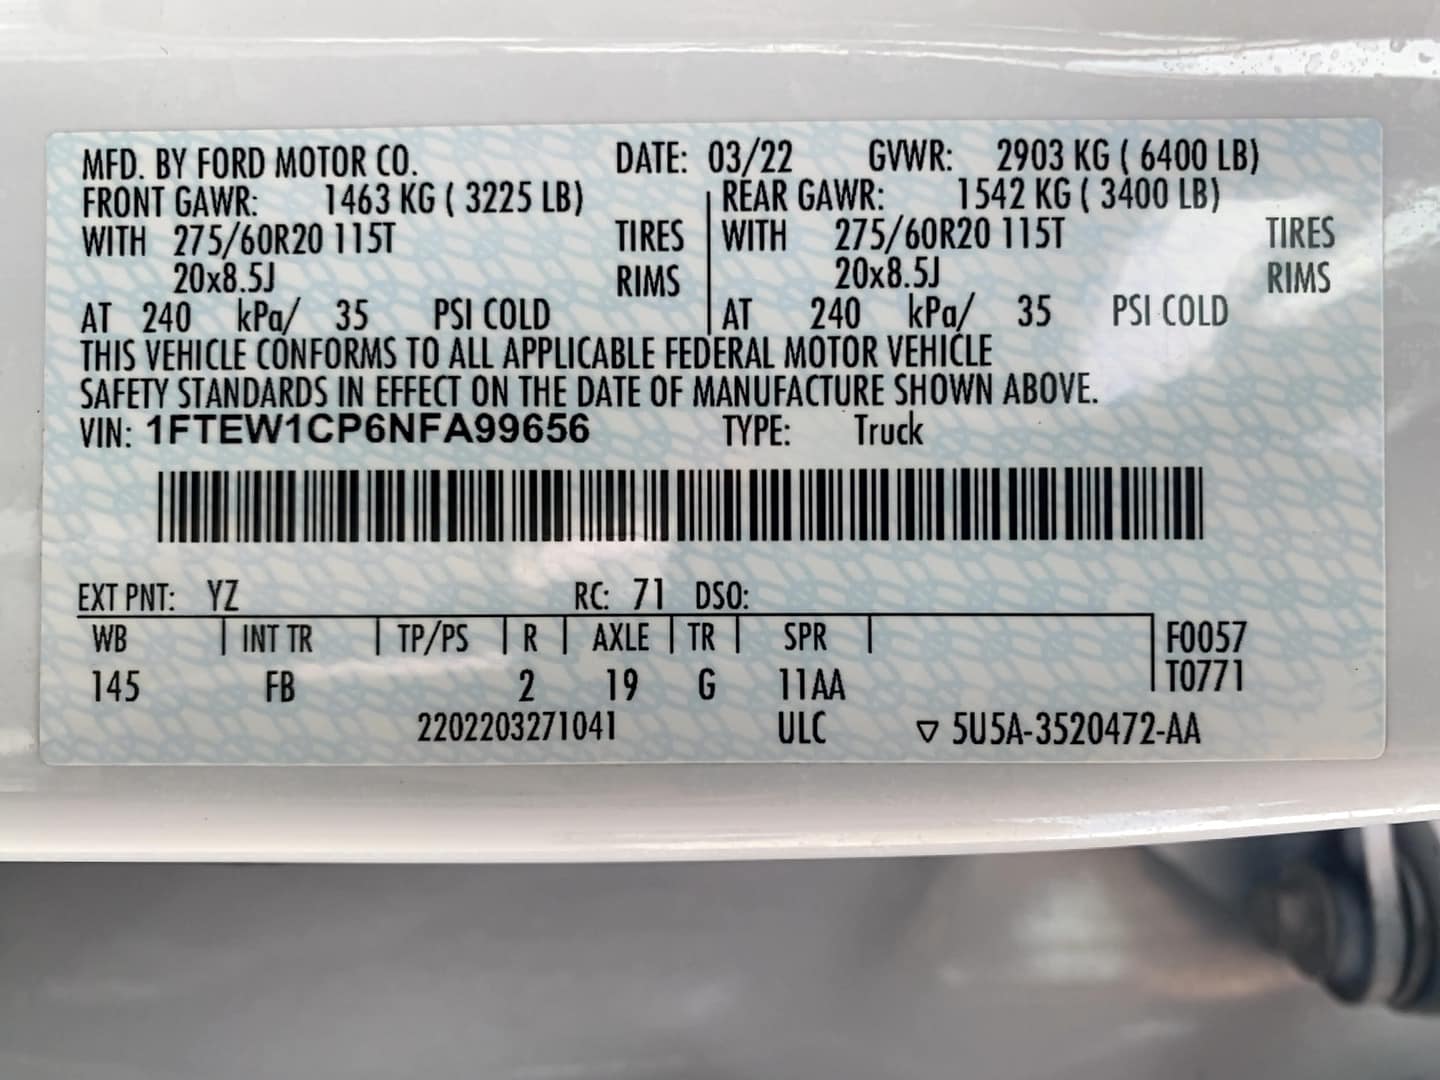 MFD. BY FORD MOTOR CO. DATE: 03/22 GVWR: 2903 KG ( 6400 LB)
FRONT GAWR: 1463 KG ( 3225 LB) REAR GAWR: 1542 KG ( 3400 LB)
WITH 275/60R20 115T TIRES WITH 275/60R20 115T TIRES
20x8.5J RIMS 20x8.5J RIMS
AT 240 kPa/ 35 PSI COLD AT 240 kPa/ 35 PSI COLD
THIS VEHICLE CONFORMS TO ALL APPLICABLE FEDERAL MOTOR VEHICLE
SAFETY STANDARDS IN EFFECT ON THE DATE OF MANUFACTURE SHOWN ABOVE.
VIN: 1FTEW1CP6NFA99656 TYPE: Truck
EXT PNT: YZ RC: 71 DSO:
WB INT TR TP/PS R AXLE TR SPR F0057
145 FB 2 19 G 11AA T0771
2202203271041 ULC ▽ 5U5A-3520472-AA